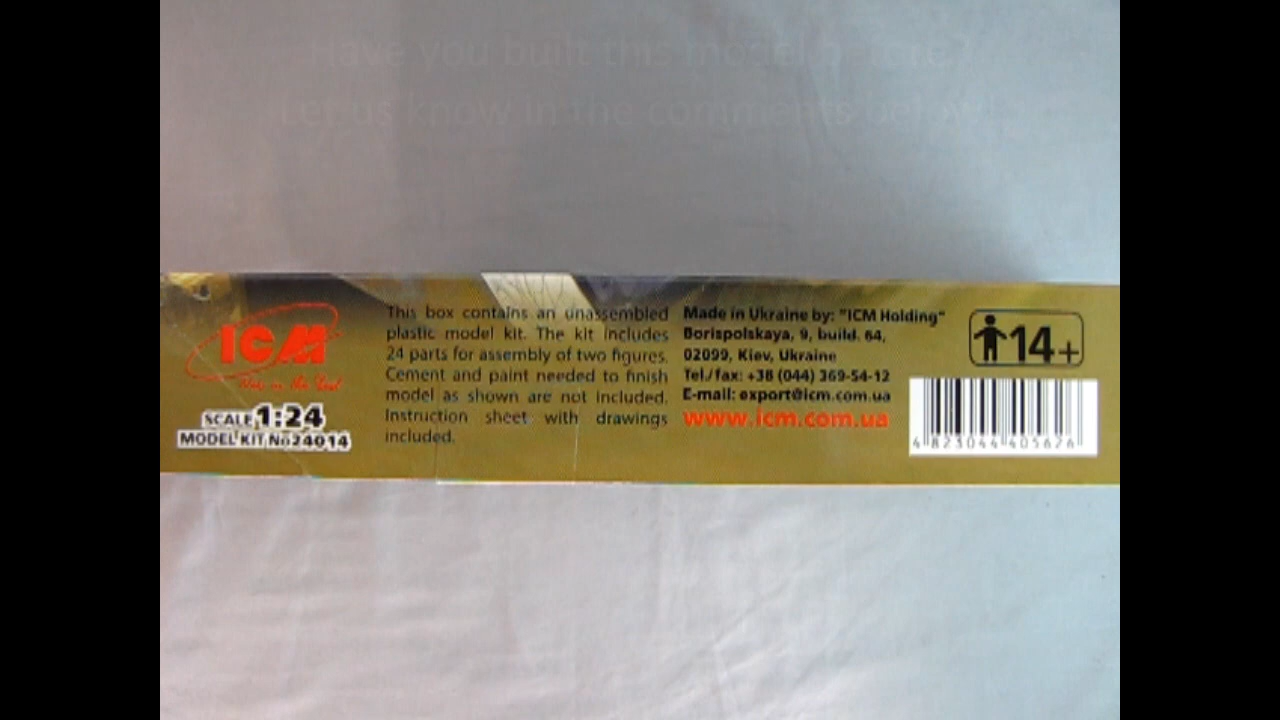 Have you built this model before?
Let us know in the comments below!
ICM
SCALE 1:24
MODEL KIT No24014
This box contains an unassembled
plastic model kit. The kit includes
24 parts for assembly of two figures.
Cement and paint needed to finish
model as shown are not included.
Instruction sheet with drawings
included.
Made in Ukraine by: "ICM Holding"
Borispolskaya, 9, build. 64,
02099, Kiev, Ukraine
Tel./fax: +38 (044) 369-54-12
E-mail: export@icm.com.ua
www.icm.com.ua
14+
4 823044 405626